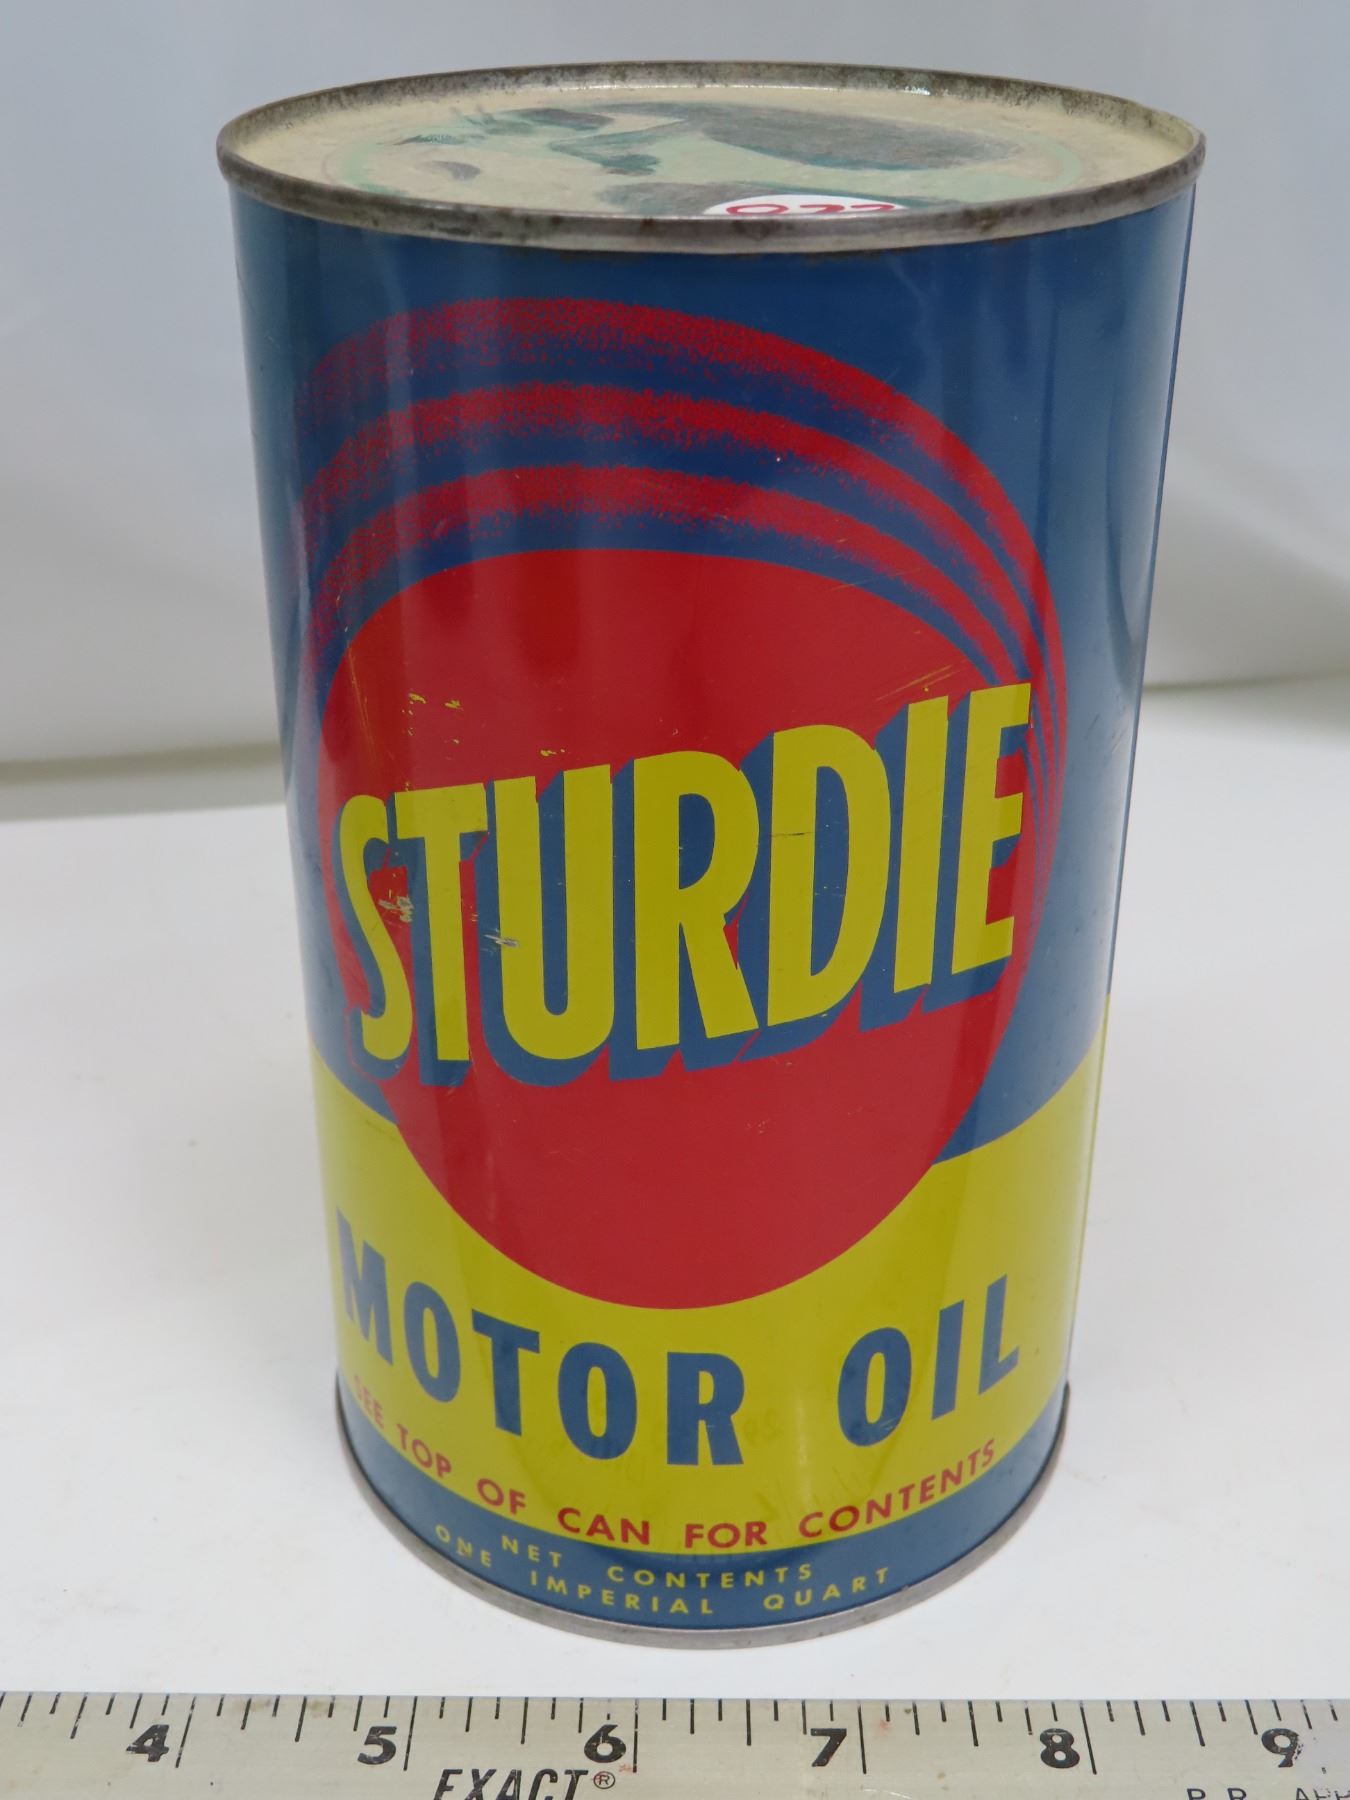 022
STURDIE
MOTOR OIL
SEE TOP OF CAN FOR CONTENTS
NET CONTENTS
ONE IMPERIAL QUART
4 5 6 7 8 9
EXACT®